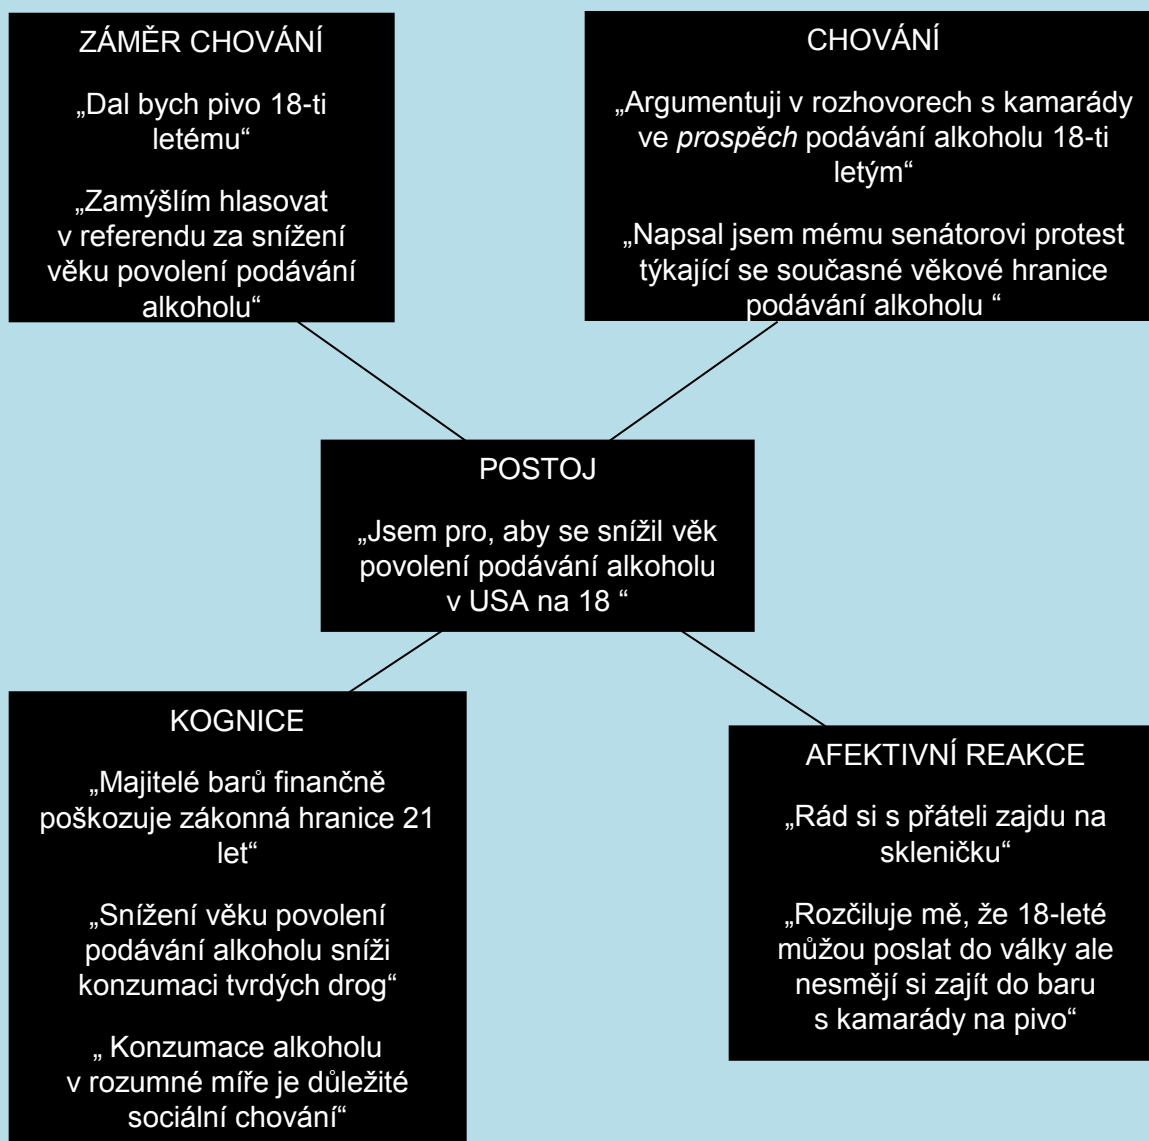 ZÁMĚR CHOVÁNÍ
„Dal bych pivo 18-ti
letému“
„Zamýšlím hlasovat
v referendu za snížení
věku povolení podávání
alkoholu“
CHOVÁNÍ
„Argumentuji v rozhovorech s kamarády
ve prospěch podávání alkoholu 18-ti
letým“
„Napsal jsem mému senátorovi protest
týkající se současné věkové hranice
podávání alkoholu “
POSTOJ
„Jsem pro, aby se snížil věk
povolení podávání alkoholu
v USA na 18 “
KOGNICE
„Majitelé barů finančně
poškozuje zákonná hranice 21
let“
„Snížení věku povolení
podávání alkoholu sníži
konzumaci tvrdých drog“
„ Konzumace alkoholu
v rozumné míře je důležité
sociální chování“
AFEKTIVNÍ REAKCE
„Rád si s přáteli zajdu na
skleničku“
„Rozčiluje mě, že 18-leté
můžou poslat do války ale
nesmějí si zajít do baru
s kamarády na pivo“